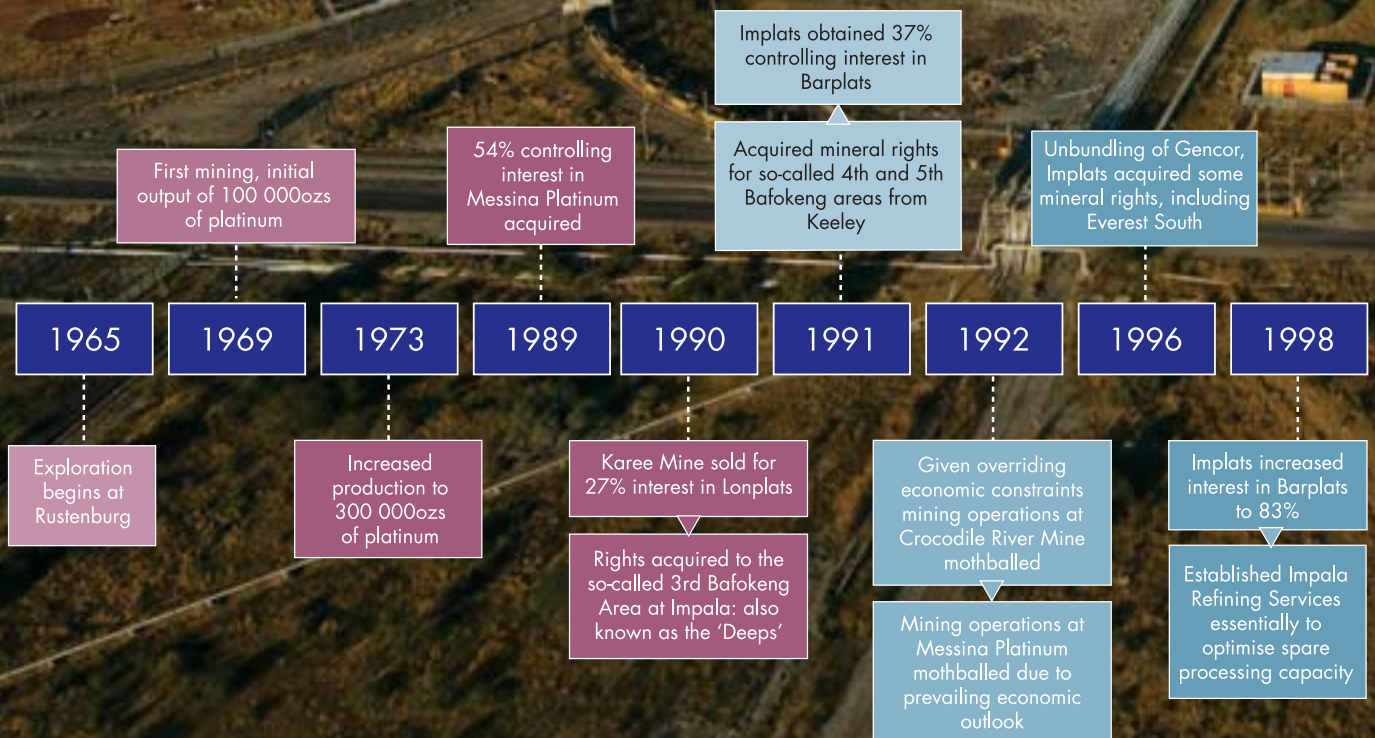 Implats obtained 37%
controlling interest in
Barplats
First mining, initial
output of 100 000ozs
of platinum
54% controlling
interest in
Messina Platinum
acquired
Acquired mineral rights
for so-called 4th and 5th
Bafokeng areas from
Keeley
Unbundling of Gencor,
Implats acquired some
mineral rights, including
Everest South
1965
1969
1973
1989
1990
1991
1992
1996
1998
Exploration
begins at
Rustenburg
Increased
production to
300 000ozs
of platinum
Karee Mine sold for
27% interest in Lonplats
Rights acquired to the
so-called 3rd Bafokeng
Area at Impala: also
known as the ‘Deeps’
Given overriding
economic constraints
mining operations at
Crocodile River Mine
mothballed
Mining operations at
Messina Platinum
mothballed due to
prevailing economic
outlook
Implats increased
interest in Barplats
to 83%
Established Impala
Refining Services
essentially to
optimise spare
processing capacity